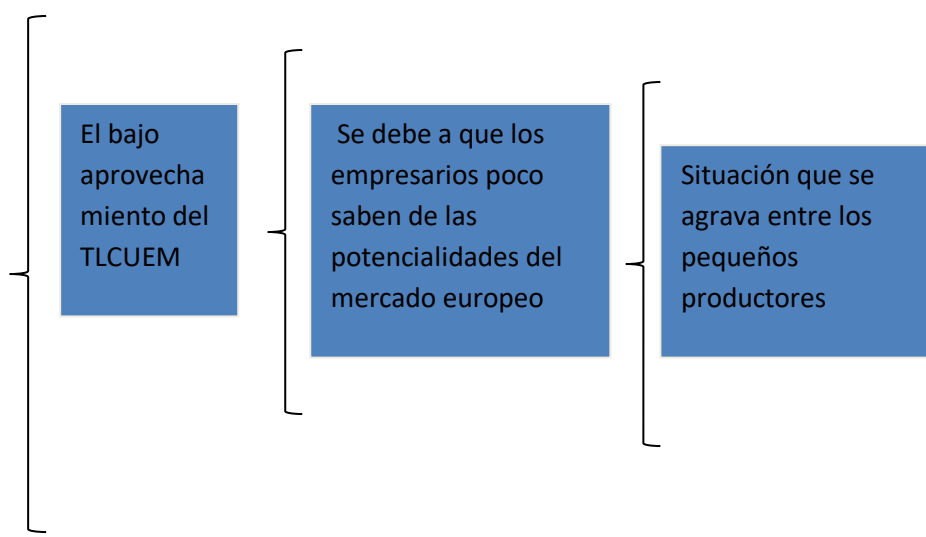 El bajo
aprovecha
miento del
TLCUEM
Se debe a que los
empresarios poco
saben de las
potencialidades del
mercado europeo
Situación que se
agrava entre los
pequeños
productores